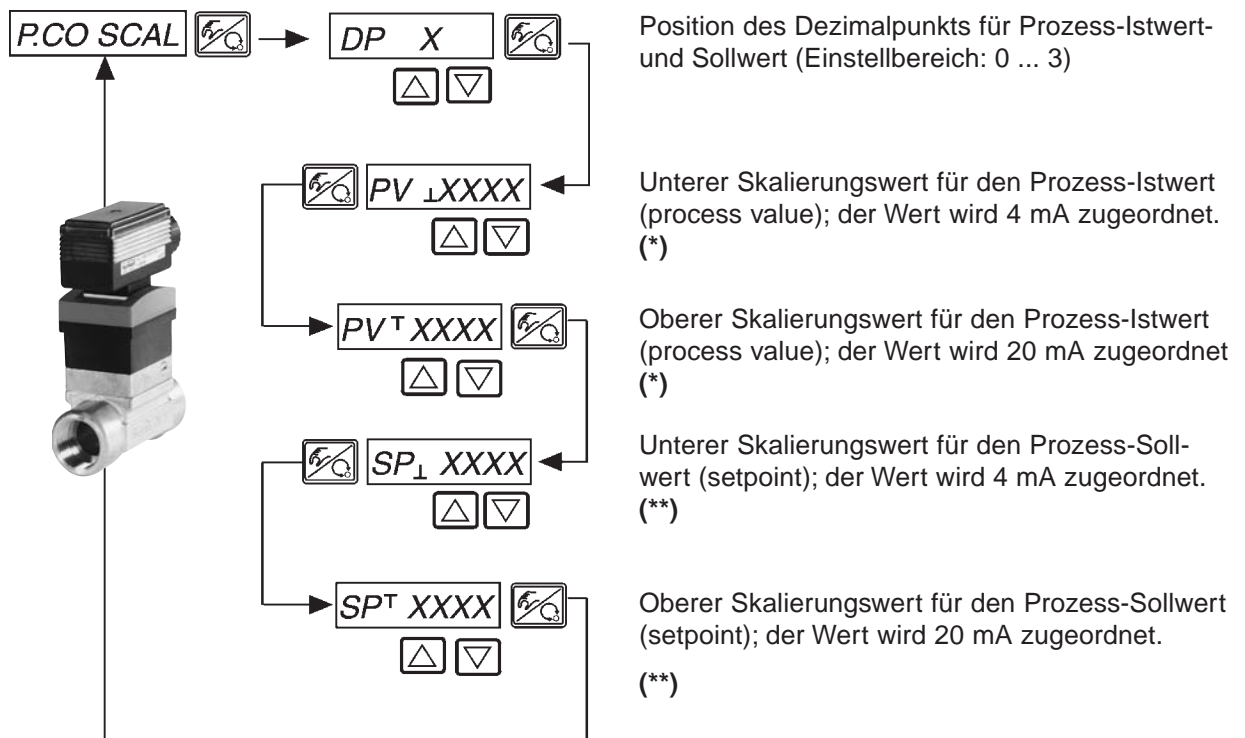 P.CO SCAL
DP X
Position des Dezimalpunkts für Prozess-Istwert-
und Sollwert (Einstellbereich: 0 ... 3)
PV ⊥XXXX
Unterer Skalierungswert für den Prozess-Istwert
(process value); der Wert wird 4 mA zugeordnet.
(*)
PV⊤ XXXX
Oberer Skalierungswert für den Prozess-Istwert
(process value); der Wert wird 20 mA zugeordnet
(*)
SP⊥ XXXX
Unterer Skalierungswert für den Prozess-Soll-
wert (setpoint); der Wert wird 4 mA zugeordnet.
(**)
SP⊤ XXXX
Oberer Skalierungswert für den Prozess-Sollwert
(setpoint); der Wert wird 20 mA zugeordnet.
(**)